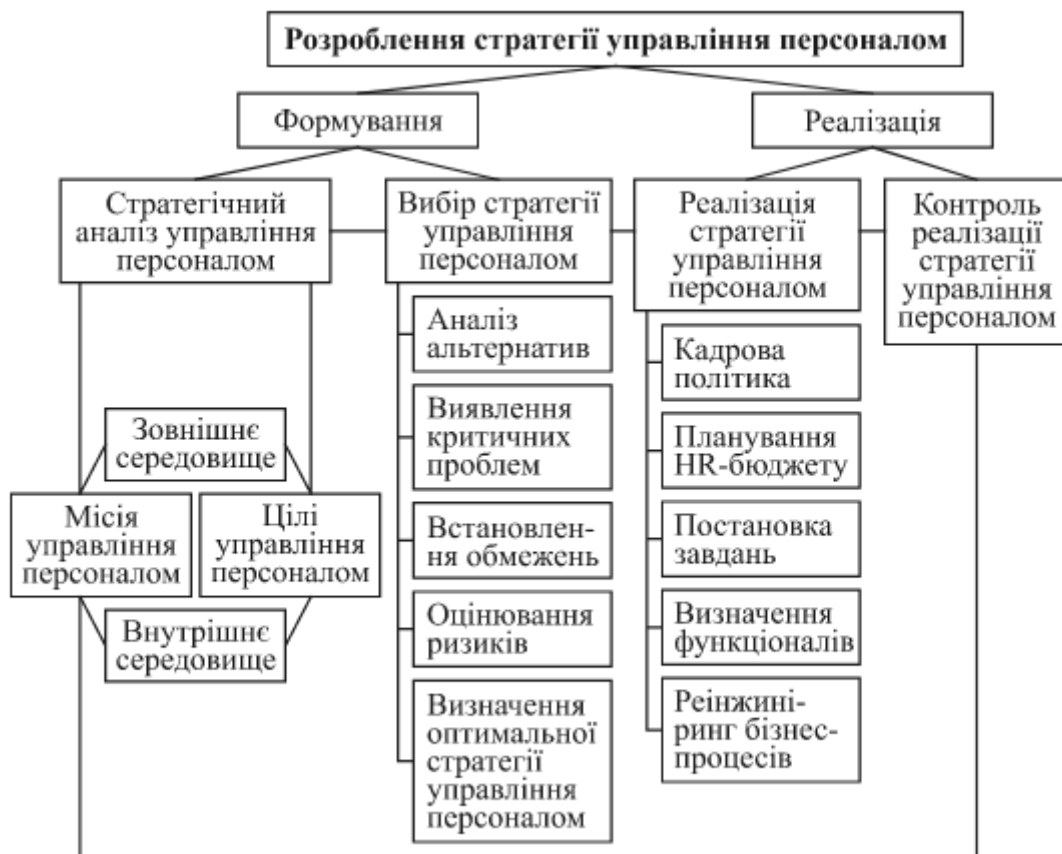 Розроблення стратегії управління персоналом
Формування
Реалізація
Стратегічний
аналіз управління
персоналом
Вибір стратегії
управління
персоналом
Реалізація
стратегії
управління
персоналом
Контроль
реалізації
стратегії
управління
персоналом
Зовнішнє
середовище
Місія
управління
персоналом
Цілі
управління
персоналом
Внутрішнє
середовище
Аналіз
альтернатив
Виявлення
критичних
проблем
Встановлен-
ня обмежень
Оцінювання
ризиків
Визначення
оптимальної
стратегії
управління
персоналом
Кадрова
політика
Планування
HR-бюджету
Постановка
завдань
Визначення
функціоналів
Реінжині-
ринг бізнес-
процесів